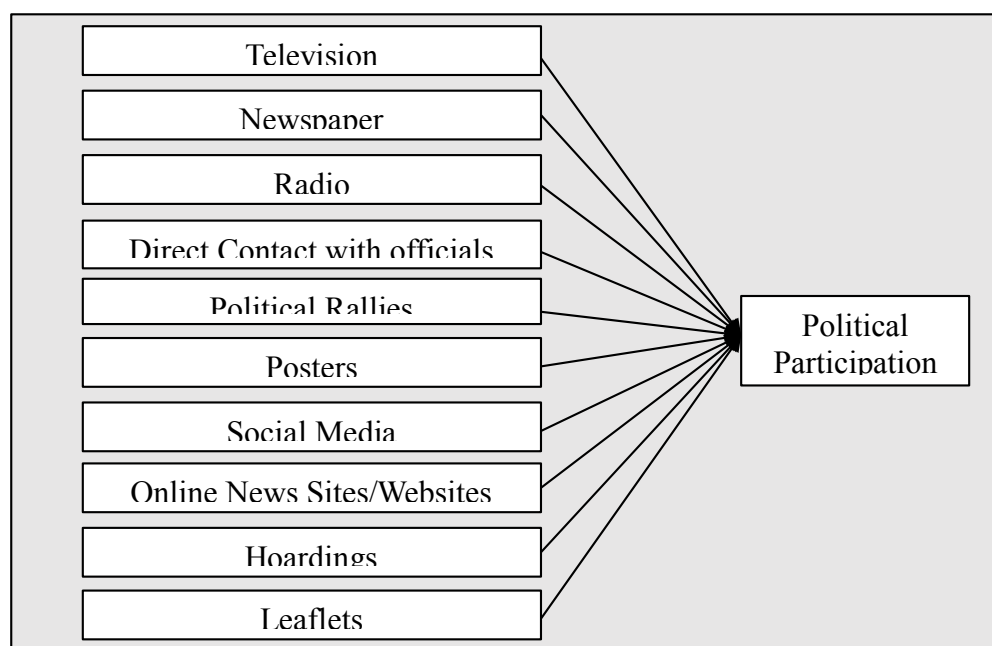 Television
Newspaper
Radio
Direct Contact with officials
Political Rallies
Posters
Social Media
Online News Sites/Websites
Hoardings
Leaflets
Political
Participation